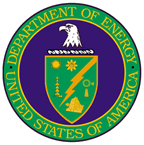 DEPARTMENT OF ENERGY
UNITED STATES OF AMERICA